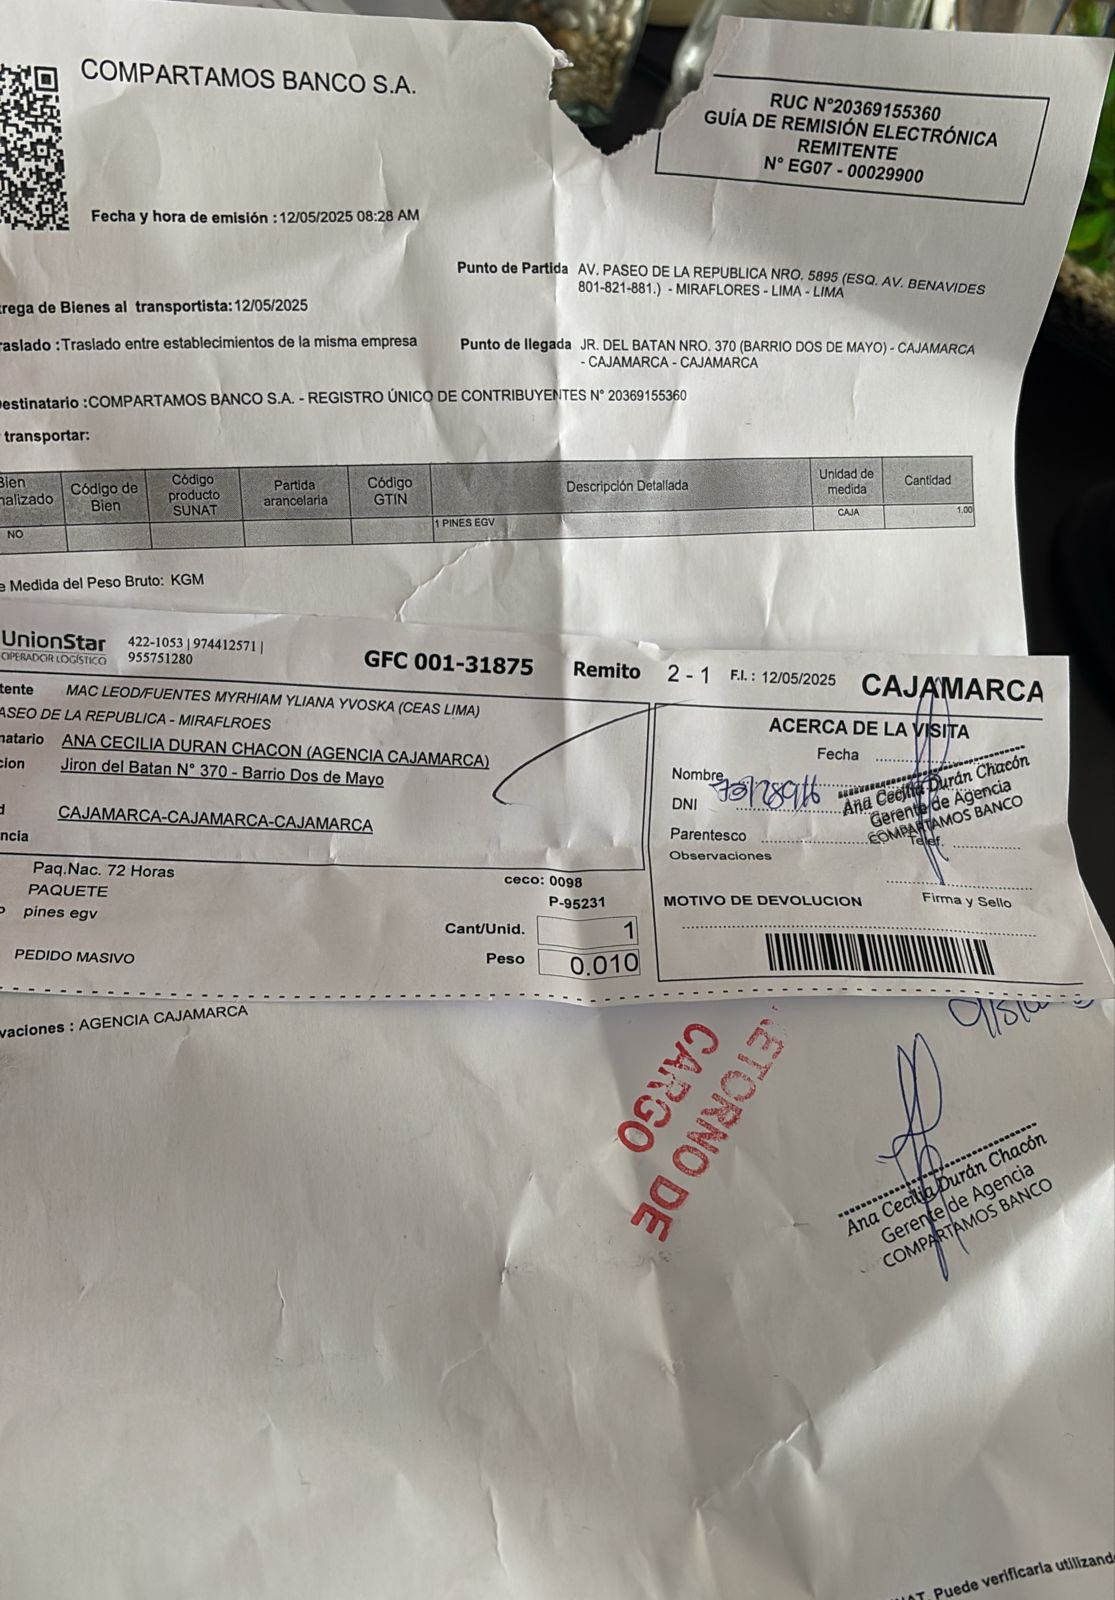 COMPARTAMOS BANCO S.A.
RUC N°20369155360
GUÍA DE REMISIÓN ELECTRÓNICA
REMITENTE
N° EG07 - 00029900
Fecha y hora de emisión : 12/05/2025 08:28 AM
Punto de Partida AV. PASEO DE LA REPUBLICA NRO. 5895 (ESQ. AV. BENAVIDES
801-821-881.) - MIRAFLORES - LIMA - LIMA
trega de Bienes al transportista: 12/05/2025
raslado : Traslado entre establecimientos de la misma empresa
Punto de llegada JR. DEL BATAN NRO. 370 (BARRIO DOS DE MAYO) - CAJAMARCA
- CAJAMARCA - CAJAMARCA
estinatario : COMPARTAMOS BANCO S.A. - REGISTRO ÚNICO DE CONTRIBUYENTES N° 20369155360
transportar:
Bien
nalizado
Código de
Bien
Código
producto
SUNAT
Partida
arancelaria
Código
GTIN
Descripción Detallada
Unidad de
medida
Cantidad
NO
1 PINES EGV
CAJA
1.00
e Medida del Peso Bruto: KGM
UnionStar
OPERADOR LOGÍSTICO
422-1053 | 974412571 |
955751280
GFC 001-31875
Remito 2 - 1
F.I. : 12/05/2025
CAJAMARCA
tente MAC LEOD/FUENTES MYRHIAM YLIANA YVOSKA (CEAS LIMA)
ASEO DE LA REPUBLICA - MIRAFLROES
natario ANA CECILIA DURAN CHACON (AGENCIA CAJAMARCA)
cion Jiron del Batan N° 370 - Barrio Dos de Mayo
d CAJAMARCA-CAJAMARCA-CAJAMARCA
ncia
Paq.Nac. 72 Horas
PAQUETE
pines egv
PEDIDO MASIVO
ceco: 0098
P-95231
Cant/Unid. 1
Peso 0.010
ACERCA DE LA VISITA
Fecha
Nombre
DNI
Parentesco
Telef.
Observaciones
Ana Cecilia Durán Chacón
Gerente de Agencia
COMPARTAMOS BANCO
Firma y Sello
MOTIVO DE DEVOLUCION
vaciones : AGENCIA CAJAMARCA
RETORNO DE
CARGO
Ana Cecilia Durán Chacón
Gerente de Agencia
COMPARTAMOS BANCO
Puede verificarla utilizand